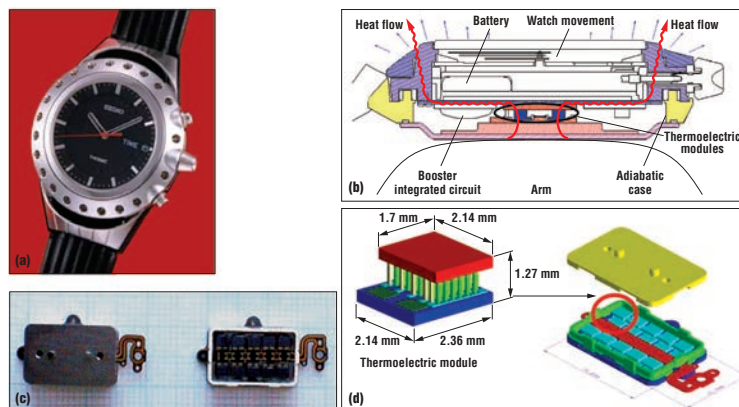 SEIKO
THERMIC
(a)
Heat flow
Battery
Watch movement
Heat flow
Thermoelectric
modules
Booster
integrated circuit
Arm
Adiabatic
case
(b)
(c)
1.7 mm
2.14 mm
1.27 mm
2.14 mm
2.36 mm
Thermoelectric module
(d)